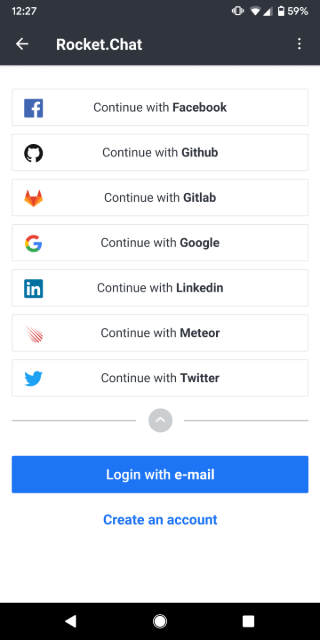 12:27
59%
Rocket.Chat
Continue with Facebook
Continue with Github
Continue with Gitlab
Continue with Google
Continue with Linkedin
Continue with Meteor
Continue with Twitter
Login with e-mail
Create an account